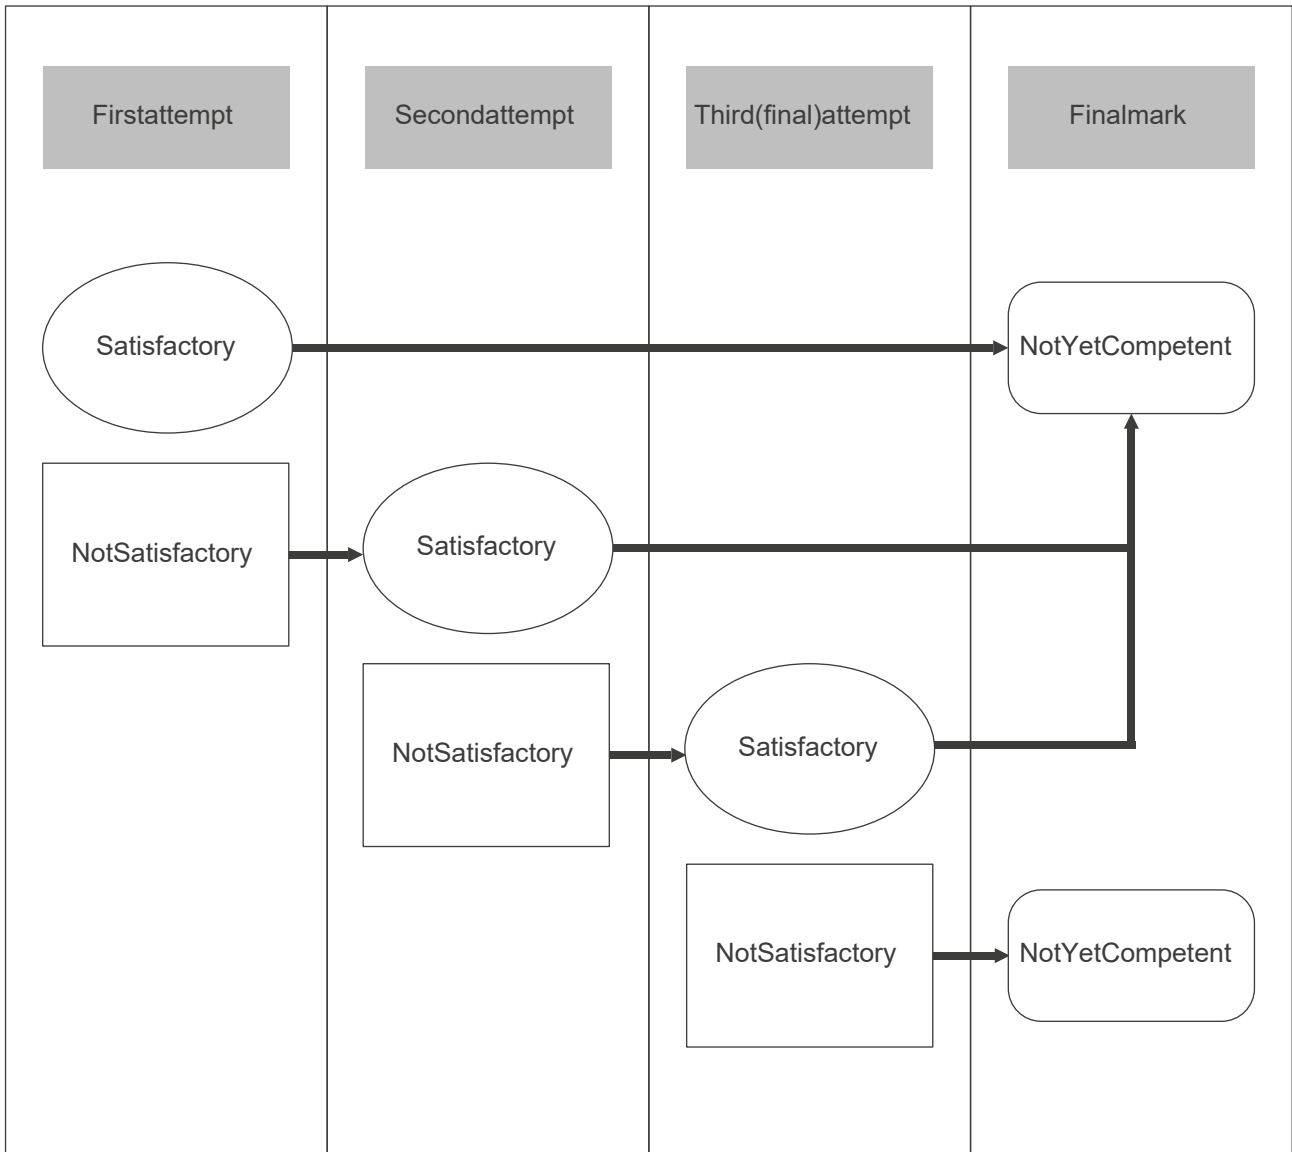 Firstattempt
Secondattempt
Third(final)attempt
Finalmark
Satisfactory
NotYetCompetent
NotSatisfactory
Satisfactory
NotSatisfactory
Satisfactory
NotSatisfactory
NotYetCompetent